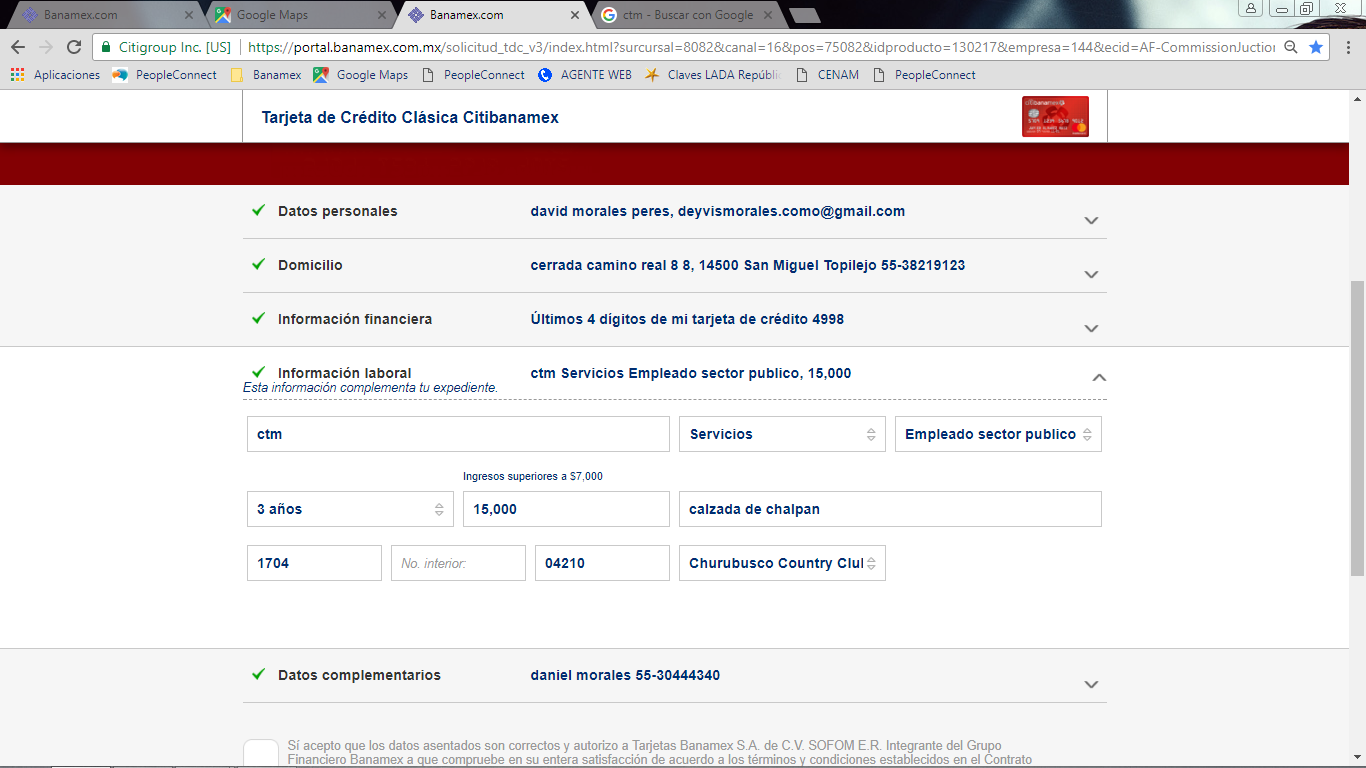 Banamex.com
Google Maps
Banamex.com
ctm - Buscar con Google
Citigroup Inc. [US]
https://portal.banamex.com.mx/solicitud_tdc_v3/index.html?surcursal=8082&canal=16&pos=75082&idproducto=130217&empresa=144&ecid=AF-CommissionJuction
Aplicaciones PeopleConnect Banamex Google Maps PeopleConnect AGENTE WEB Claves LADA Repúbli CENAM PeopleConnect
Tarjeta de Crédito Clásica Citibanamex
citibanamex
Datos personales david morales peres, deyvismorales.como@gmail.com
Domicilio cerrada camino real 8 8, 14500 San Miguel Topilejo 55-38219123
Información financiera Últimos 4 dígitos de mi tarjeta de crédito 4998
Información laboral ctm Servicios Empleado sector publico, 15,000
Esta información complementa tu expediente.
ctm Servicios Empleado sector publico
Ingresos superiores a $7,000
3 años 15,000 calzada de chalpan
1704 No. interior: 04210 Churubusco Country Clul
Datos complementarios daniel morales 55-30444340
Sí acepto que los datos asentados son correctos y autorizo a Tarjetas Banamex S.A. de C.V. SOFOM E.R. Integrante del Grupo
Financiero Banamex a que compruebe en su entera satisfacción de acuerdo a los términos y condiciones establecidos en el Contrato